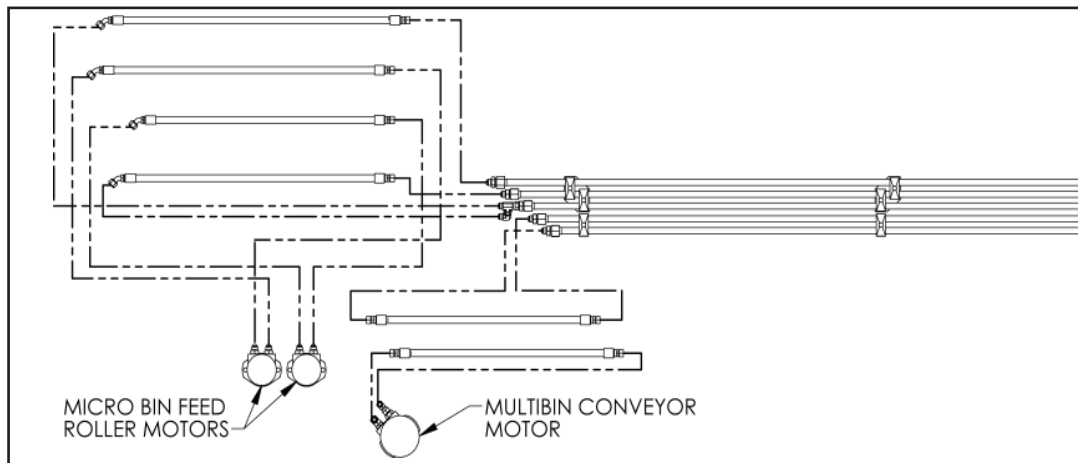 MICRO BIN FEED
ROLLER MOTORS
MULTIBIN CONVEYOR
MOTOR